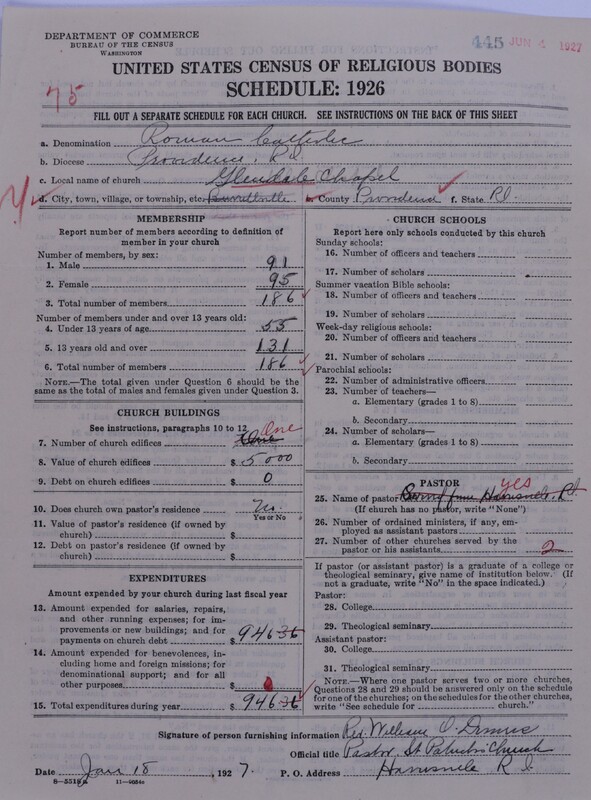 DEPARTMENT OF COMMERCE
BUREAU OF THE CENSUS
WASHINGTON
445 JUN 4 1927
UNITED STATES CENSUS OF RELIGIOUS BODIES
SCHEDULE: 1926
75
FILL OUT A SEPARATE SCHEDULE FOR EACH CHURCH. SEE INSTRUCTIONS ON THE BACK OF THIS SHEET
a. Denomination Roman Catholic
b. Diocese Providence, R.I.
c. Local name of church Glendale Chapel
d. City, town, village, or township, etc. Burrillville e. County Providence f. State R.I.
MEMBERSHIP
Report number of members according to definition of
member in your church
Number of members, by sex:
1. Male 91
2. Female 95
3. Total number of members 186
Number of members under and over 13 years old:
4. Under 13 years of age 55
5. 13 years old and over 131
6. Total number of members 186
NOTE.—The total given under Question 6 should be
the same as the total of males and females given under Question 3.
CHURCH BUILDINGS
See instructions, paragraphs 10 to 12 One
7. Number of church edifices One
8. Value of church edifices $ 5000
9. Debt on church edifices $ 0
10. Does church own pastor's residence No.
Yes or No
11. Value of pastor's residence (if owned by
church) $
12. Debt on pastor's residence (if owned by
church) $
EXPENDITURES
Amount expended by your church during last fiscal year
13. Amount expended for salaries, repairs,
and other running expenses; for im-
provements or new buildings; and for
payments on church debt $ 946 36
14. Amount expended for benevolences,
including home and foreign missions; for
denominational support; and for all
other purposes $
15. Total expenditures during year $ 946 36
CHURCH SCHOOLS
Report here only schools conducted by this church
Sunday schools:
16. Number of officers and teachers
17. Number of scholars
Summer vacation Bible schools:
18. Number of officers and teachers
19. Number of scholars
Week-day religious schools:
20. Number of officers and teachers
21. Number of scholars
Parochial schools:
22. Number of administrative officers
23. Number of teachers—
a. Elementary (grades 1 to 8)
b. Secondary
24. Number of scholars—
a. Elementary (grades 1 to 8)
b. Secondary
PASTOR
yes
25. Name of pastor Served from Harrisville, R.I.
(If church has no pastor, write "None")
26. Number of ordained ministers, if any, em-
ployed as assistant pastors
27. Number of other churches served by the
pastor or his assistants 2
If pastor (or assistant pastor) is a graduate of a college or
theological seminary, give name of institution below. (If
not a graduate, write "No" in the space indicated.)
Pastor:
28. College
29. Theological seminary
Assistant pastor:
30. College
31. Theological seminary
NOTE.—Where one pastor serves two or more churches,
Questions 28 and 29 should be answered only on the schedule
for one of the churches; on the schedules for the other churches,
write "See schedule for church."
Signature of person furnishing information Rev. William
Official title Pastor St Patrick's Church
Date Jan 18, 1927. P. O. Address Harrisville R.I.
8—5518a 11—9054a